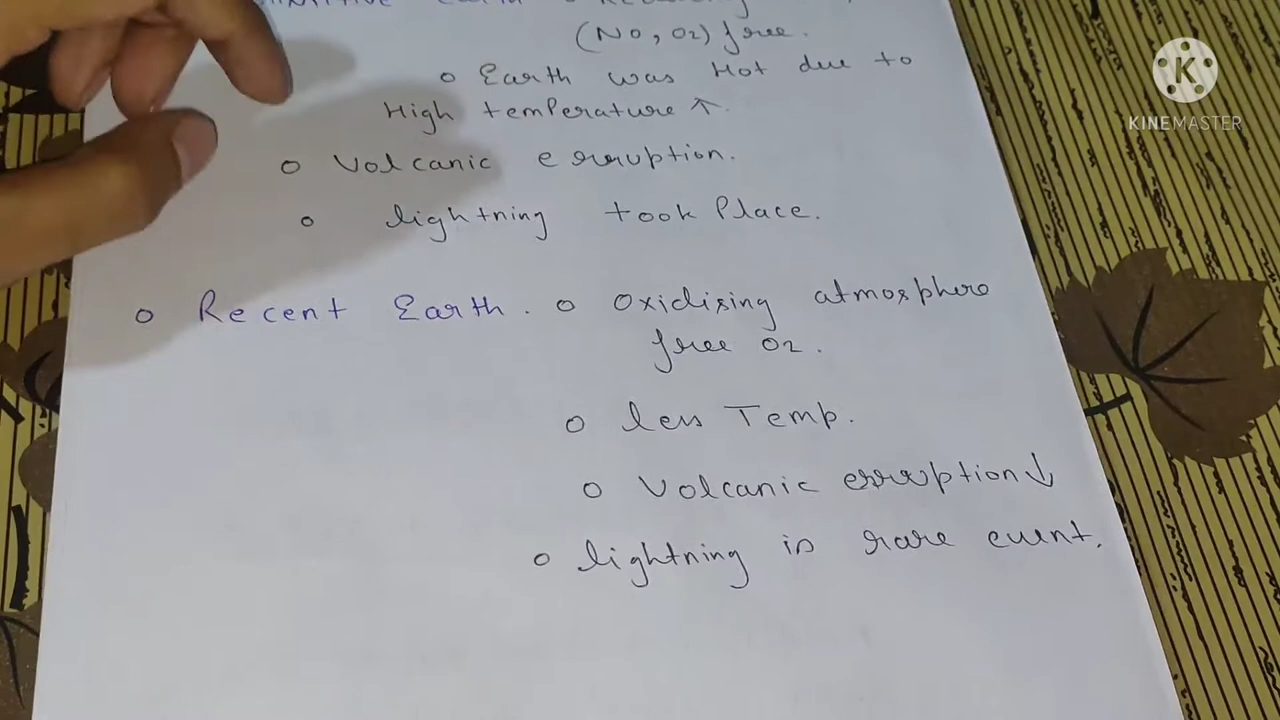 Earth
(No, O2) free.
o Earth was Hot due to
High temperature ↑.
o Volcanic erruption.
o lightning took Place.
o Recent Earth. o Oxidising atmosphere
free O2.
o less Temp.
o Volcanic erruption ↓
o lightning is rare event.
K
KINEMASTER